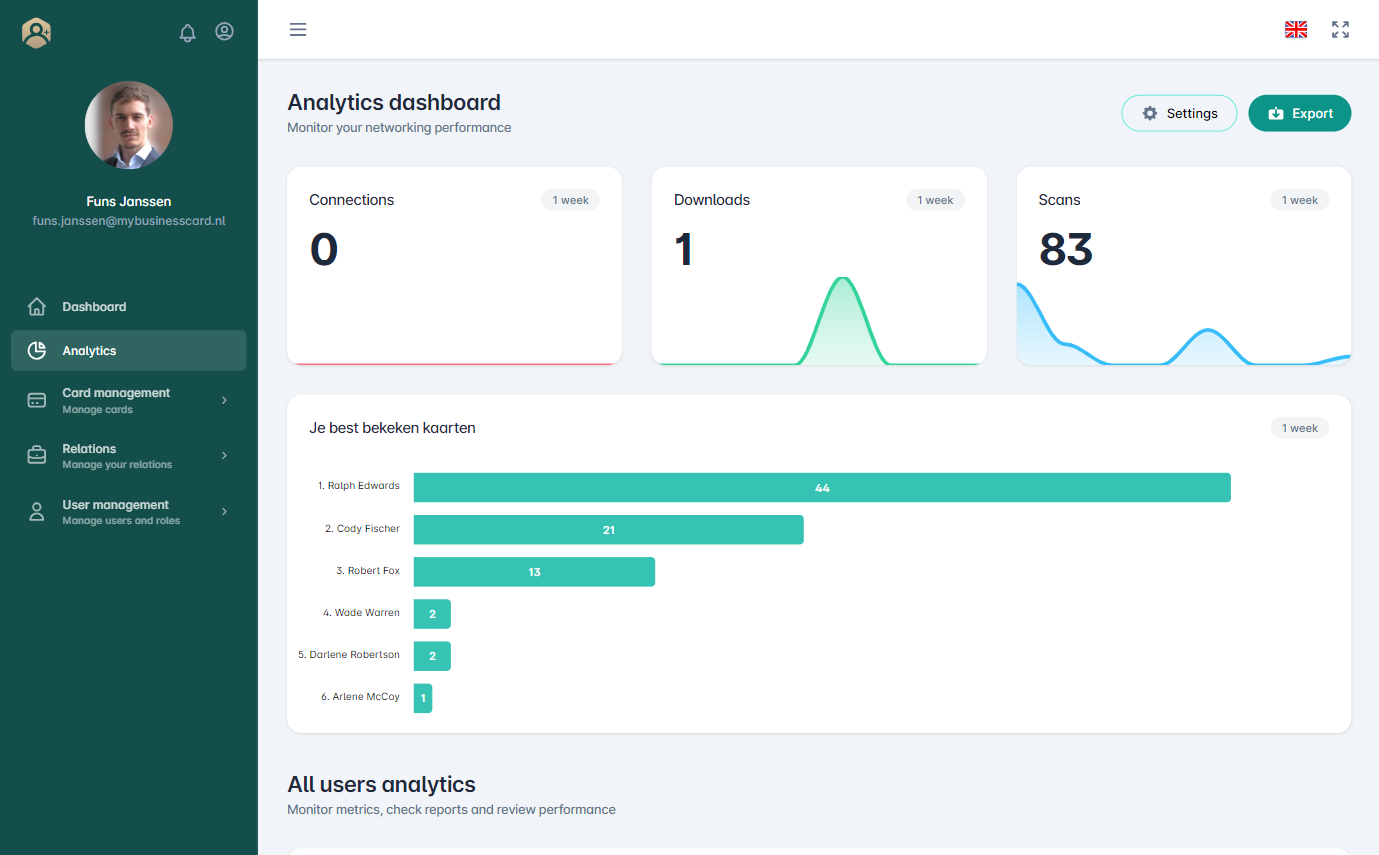 Funs Janssen
funs.janssen@mybusinesscard.nl
Dashboard
Analytics
Card management
Manage cards
Relations
Manage your relations
User management
Manage users and roles
Analytics dashboard
Monitor your networking performance
Settings
Export
Connections
1 week
0
Downloads
1 week
1
Scans
1 week
83
Je best bekeken kaarten
1 week
1. Ralph Edwards
44
2. Cody Fischer
21
3. Robert Fox
13
4. Wade Warren
2
5. Darlene Robertson
2
6. Arlene McCoy
1
All users analytics
Monitor metrics, check reports and review performance